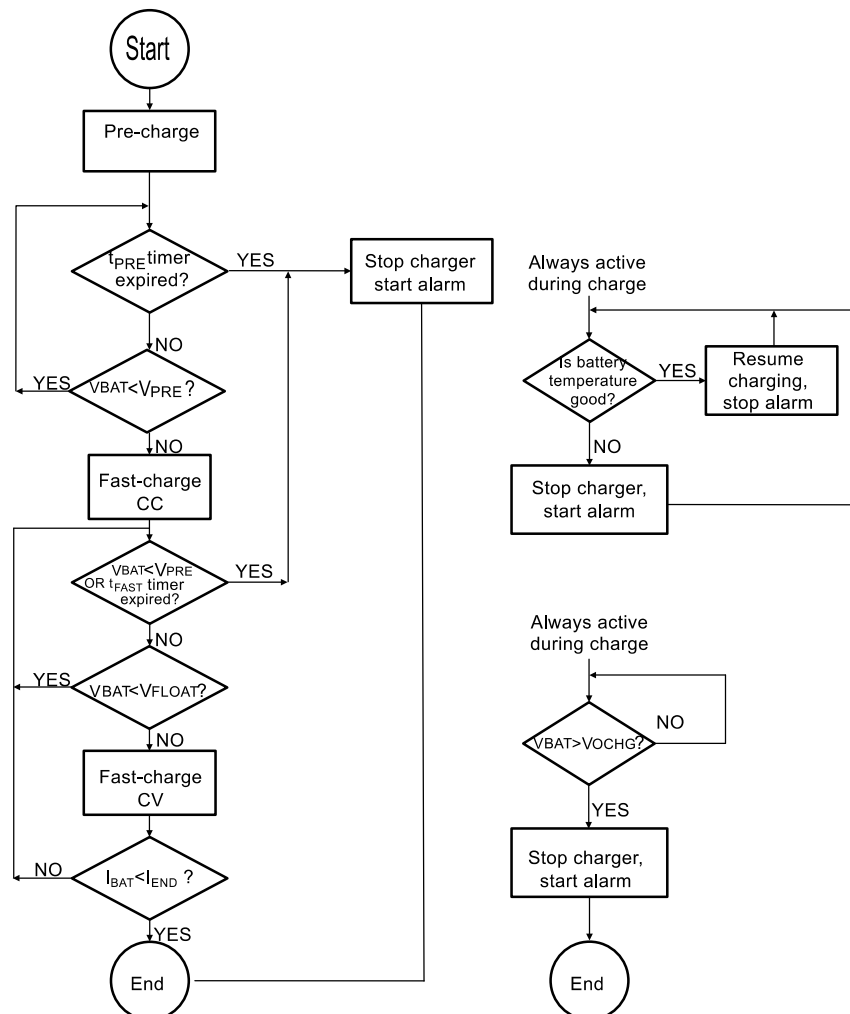 Start
Pre-charge
tPRE timer
expired?
YES
Stop charger
start alarm
NO
VBAT<VPRE?
YES
NO
Fast-charge
CC
VBAT<VPRE
OR tFAST timer
expired?
YES
NO
VBAT<VFLOAT?
YES
NO
Fast-charge
CV
IBAT<IEND ?
NO
YES
End
Always active
during charge
Is battery
temperature
good?
YES
Resume
charging,
stop alarm
NO
Stop charger,
start alarm
Always active
during charge
VBAT>VOCHG?
NO
YES
Stop charger,
start alarm
End